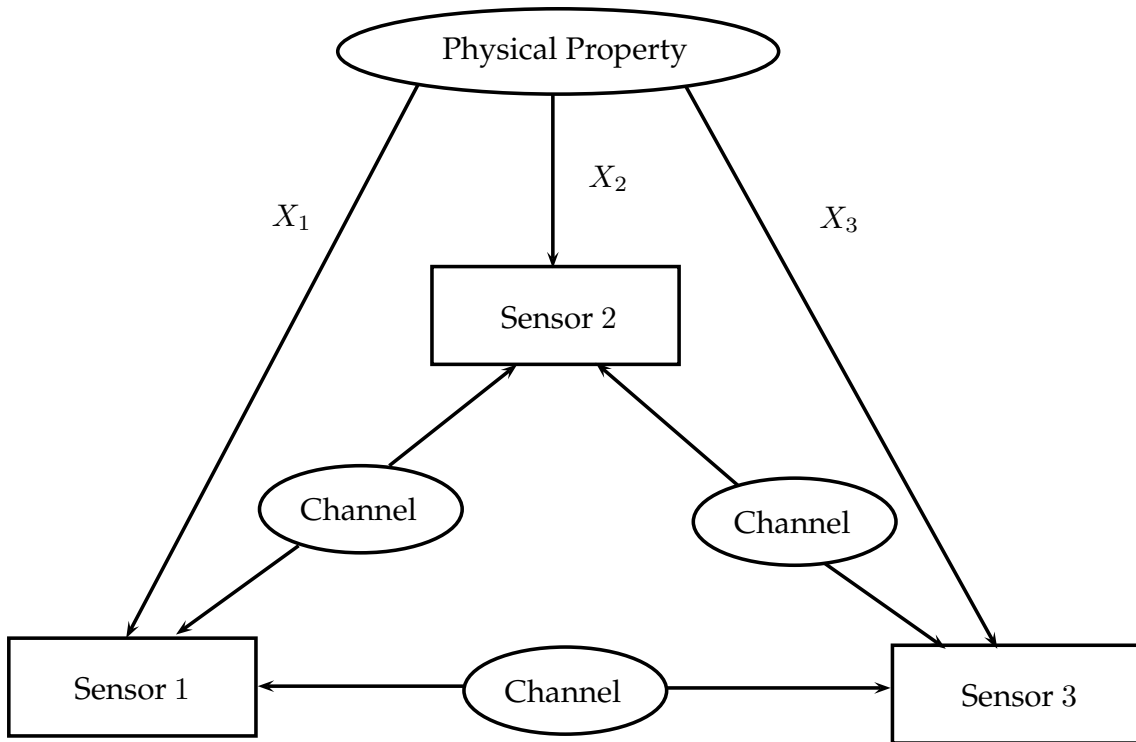 Physical Property
X₂
X₁
X₃
Sensor 2
Channel
Channel
Sensor 1
Channel
Sensor 3